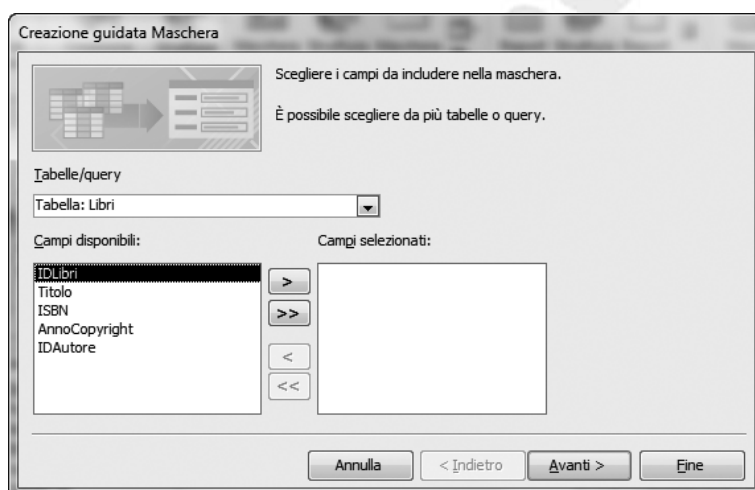 Creazione guidata Maschera
Scegliere i campi da includere nella maschera.
È possibile scegliere da più tabelle o query.
Tabelle/query
Tabella: Libri
Campi disponibili:
Campi selezionati:
IDLibri
Titolo
ISBN
AnnoCopyright
IDAutore
>
>>
<
<<
Annulla
< Indietro
Avanti >
Fine